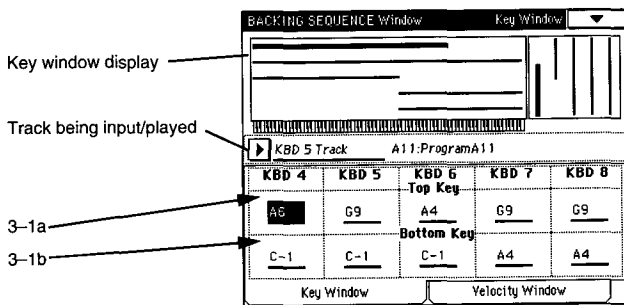 BACKING SEQUENCE Window Key Window
Key window display
Track being input/played
KBD 5 Track A11:ProgramA11
KBD 4 KBD 5 KBD 6 KBD 7 KBD 8
Top Key
3–1a
A6 G9 A4 G9 G9
Bottom Key
3–1b
C-1 C-1 C-1 A4 A4
Key Window Velocity Window